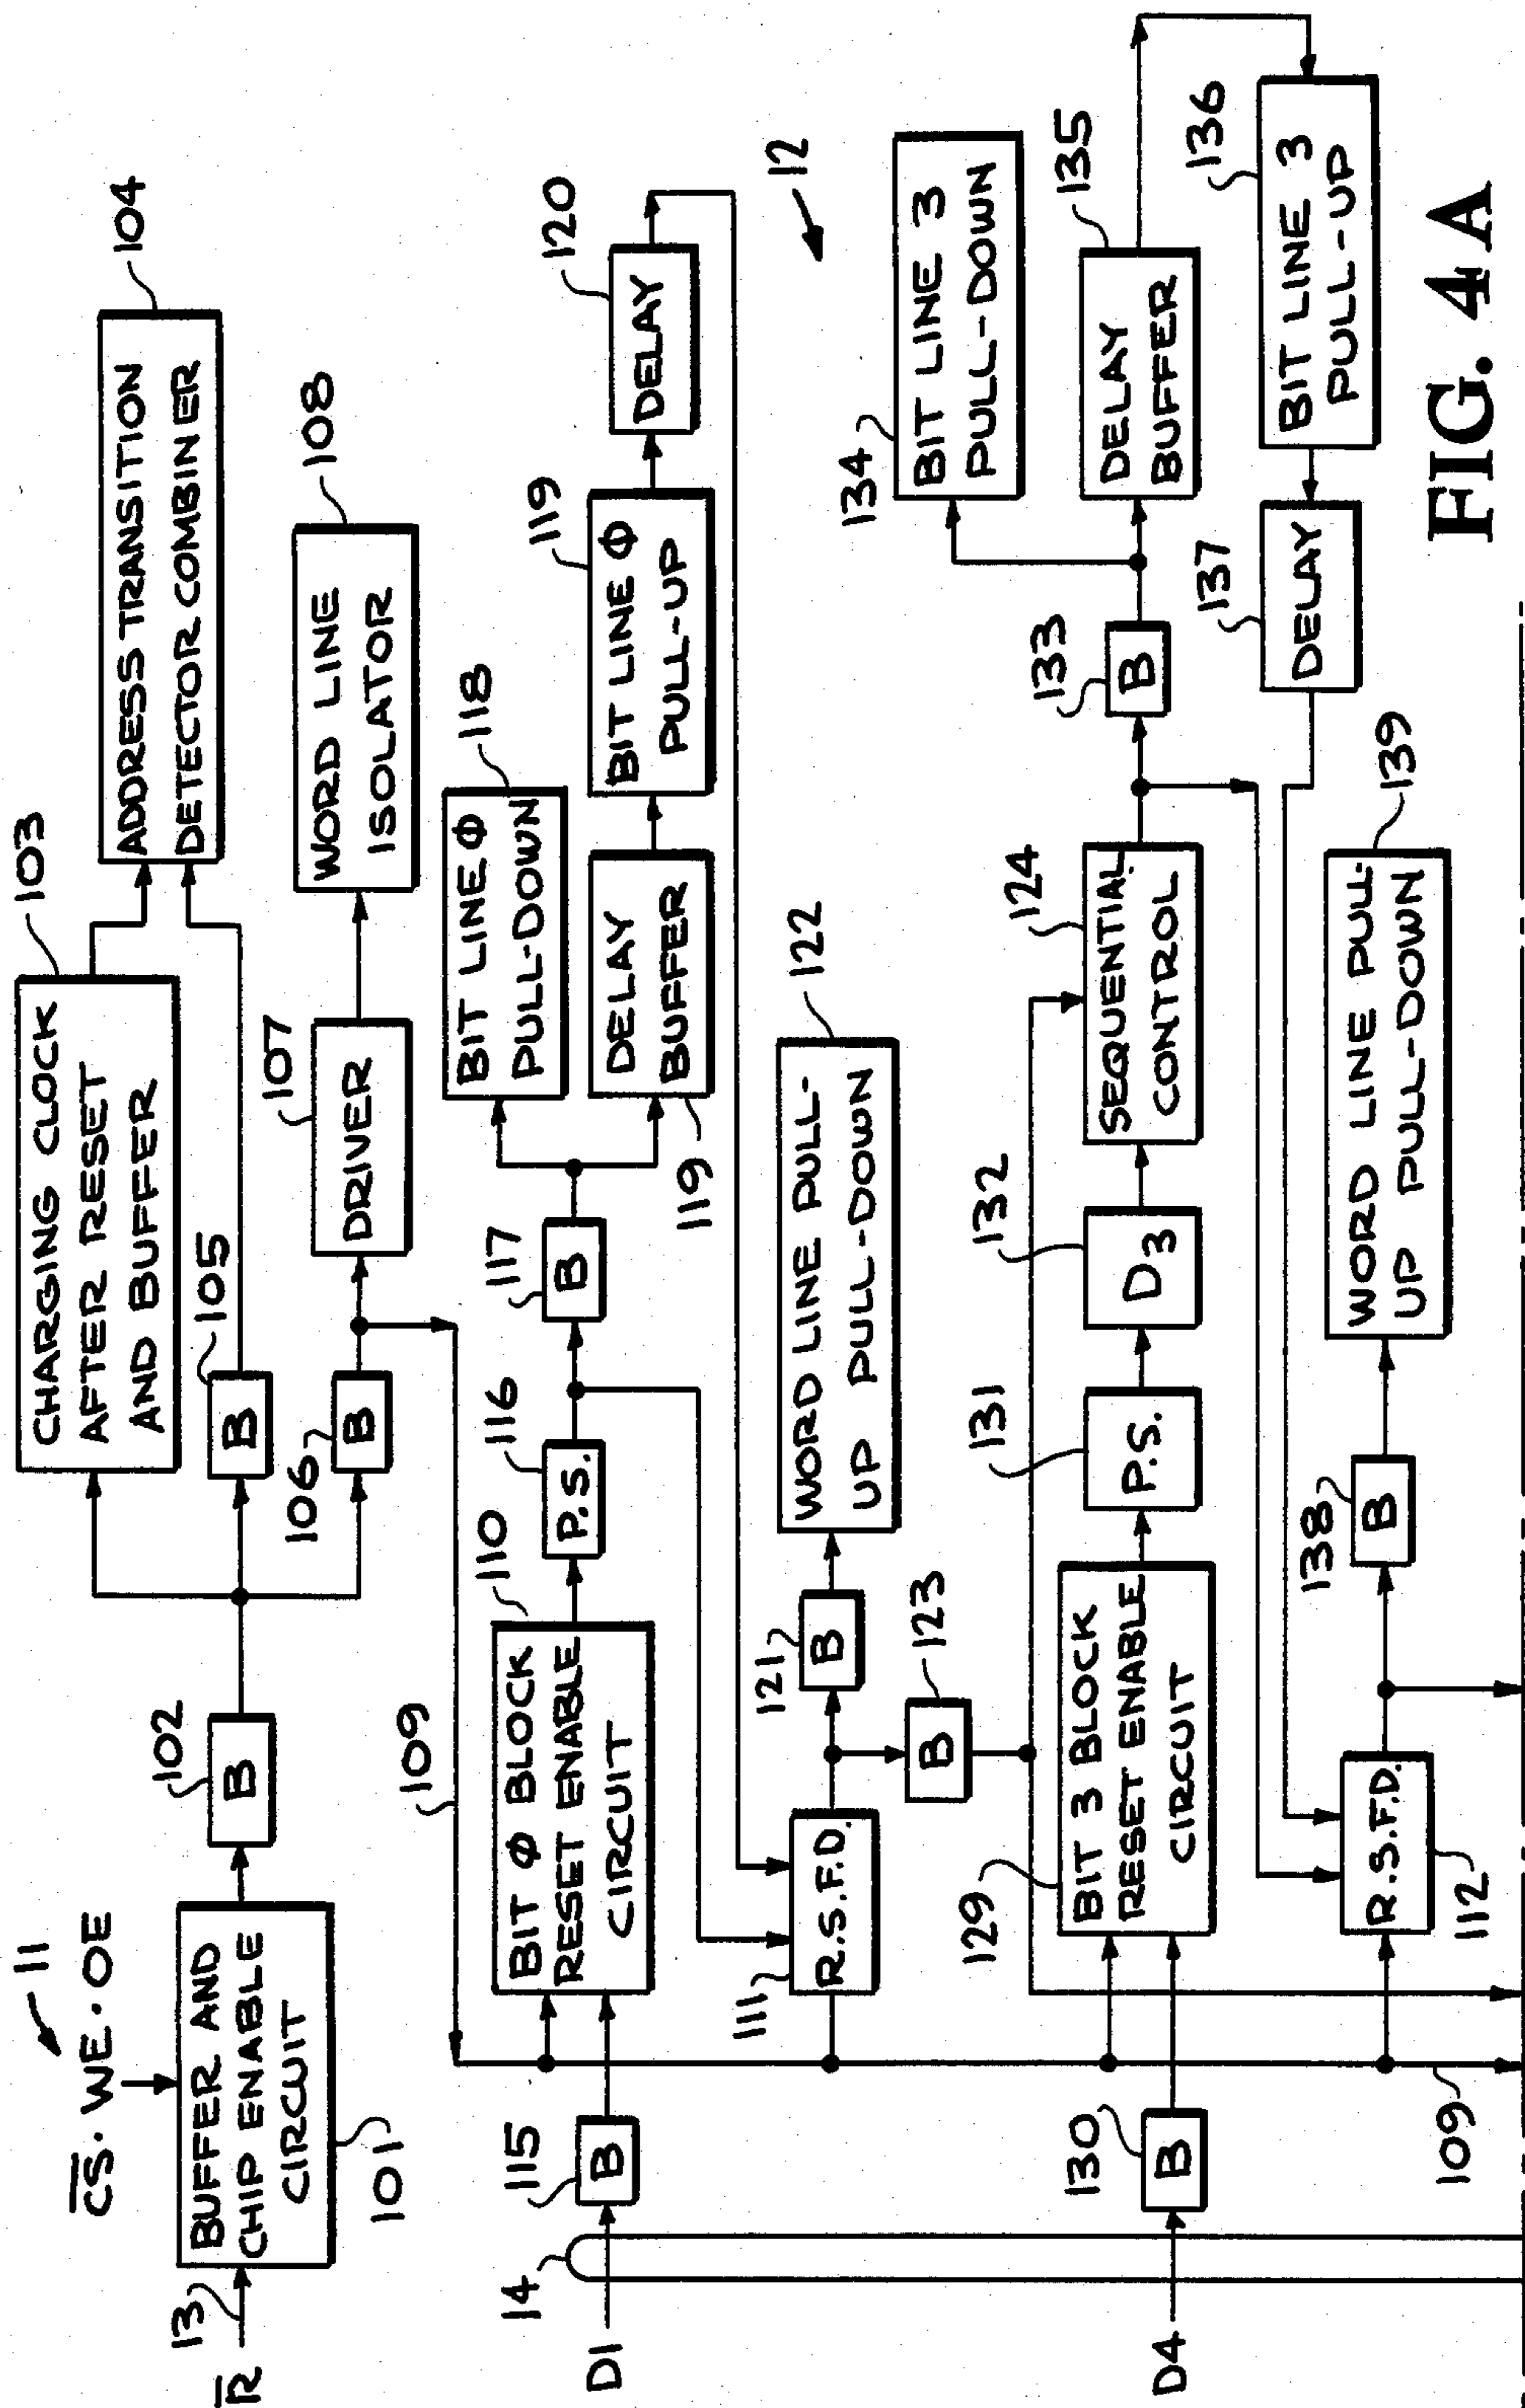 11
C̅S̅·WE·OE
R̅
13
BUFFER AND
CHIP ENABLE
CIRCUIT
101
102
B
103
CHARGING CLOCK
AFTER RESET
AND BUFFER
104
ADDRESS TRANSITION
DETECTOR COMBINER
105
B
106
B
107
DRIVER
108
WORD LINE
ISOLATOR
109
110
BIT Φ BLOCK
RESET ENABLE
CIRCUIT
116
P.S.
117
B
118
BIT LINE Φ
PULL-DOWN
119
DELAY
BUFFER
119
BIT LINE Φ
PULL-UP
120
DELAY
14
D1
115
B
111
R.S.F.D.
121
B
122
WORD LINE PULL-
UP PULL-DOWN
123
B
12
129
BIT 3 BLOCK
RESET ENABLE
CIRCUIT
131
P.S.
132
D3
124
SEQUENTIAL
CONTROL
133
B
134
BIT LINE 3
PULL-DOWN
135
DELAY
BUFFER
136
BIT LINE 3
PULL-UP
137
DELAY
D4
130
B
109
112
R.S.F.D.
138
B
139
WORD LINE PULL-
UP PULL-DOWN
FIG. 4A